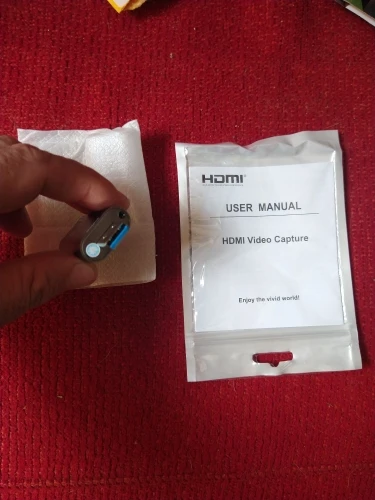 HDMI
USER MANUAL
HDMI Video Capture
Enjoy the vivid world!